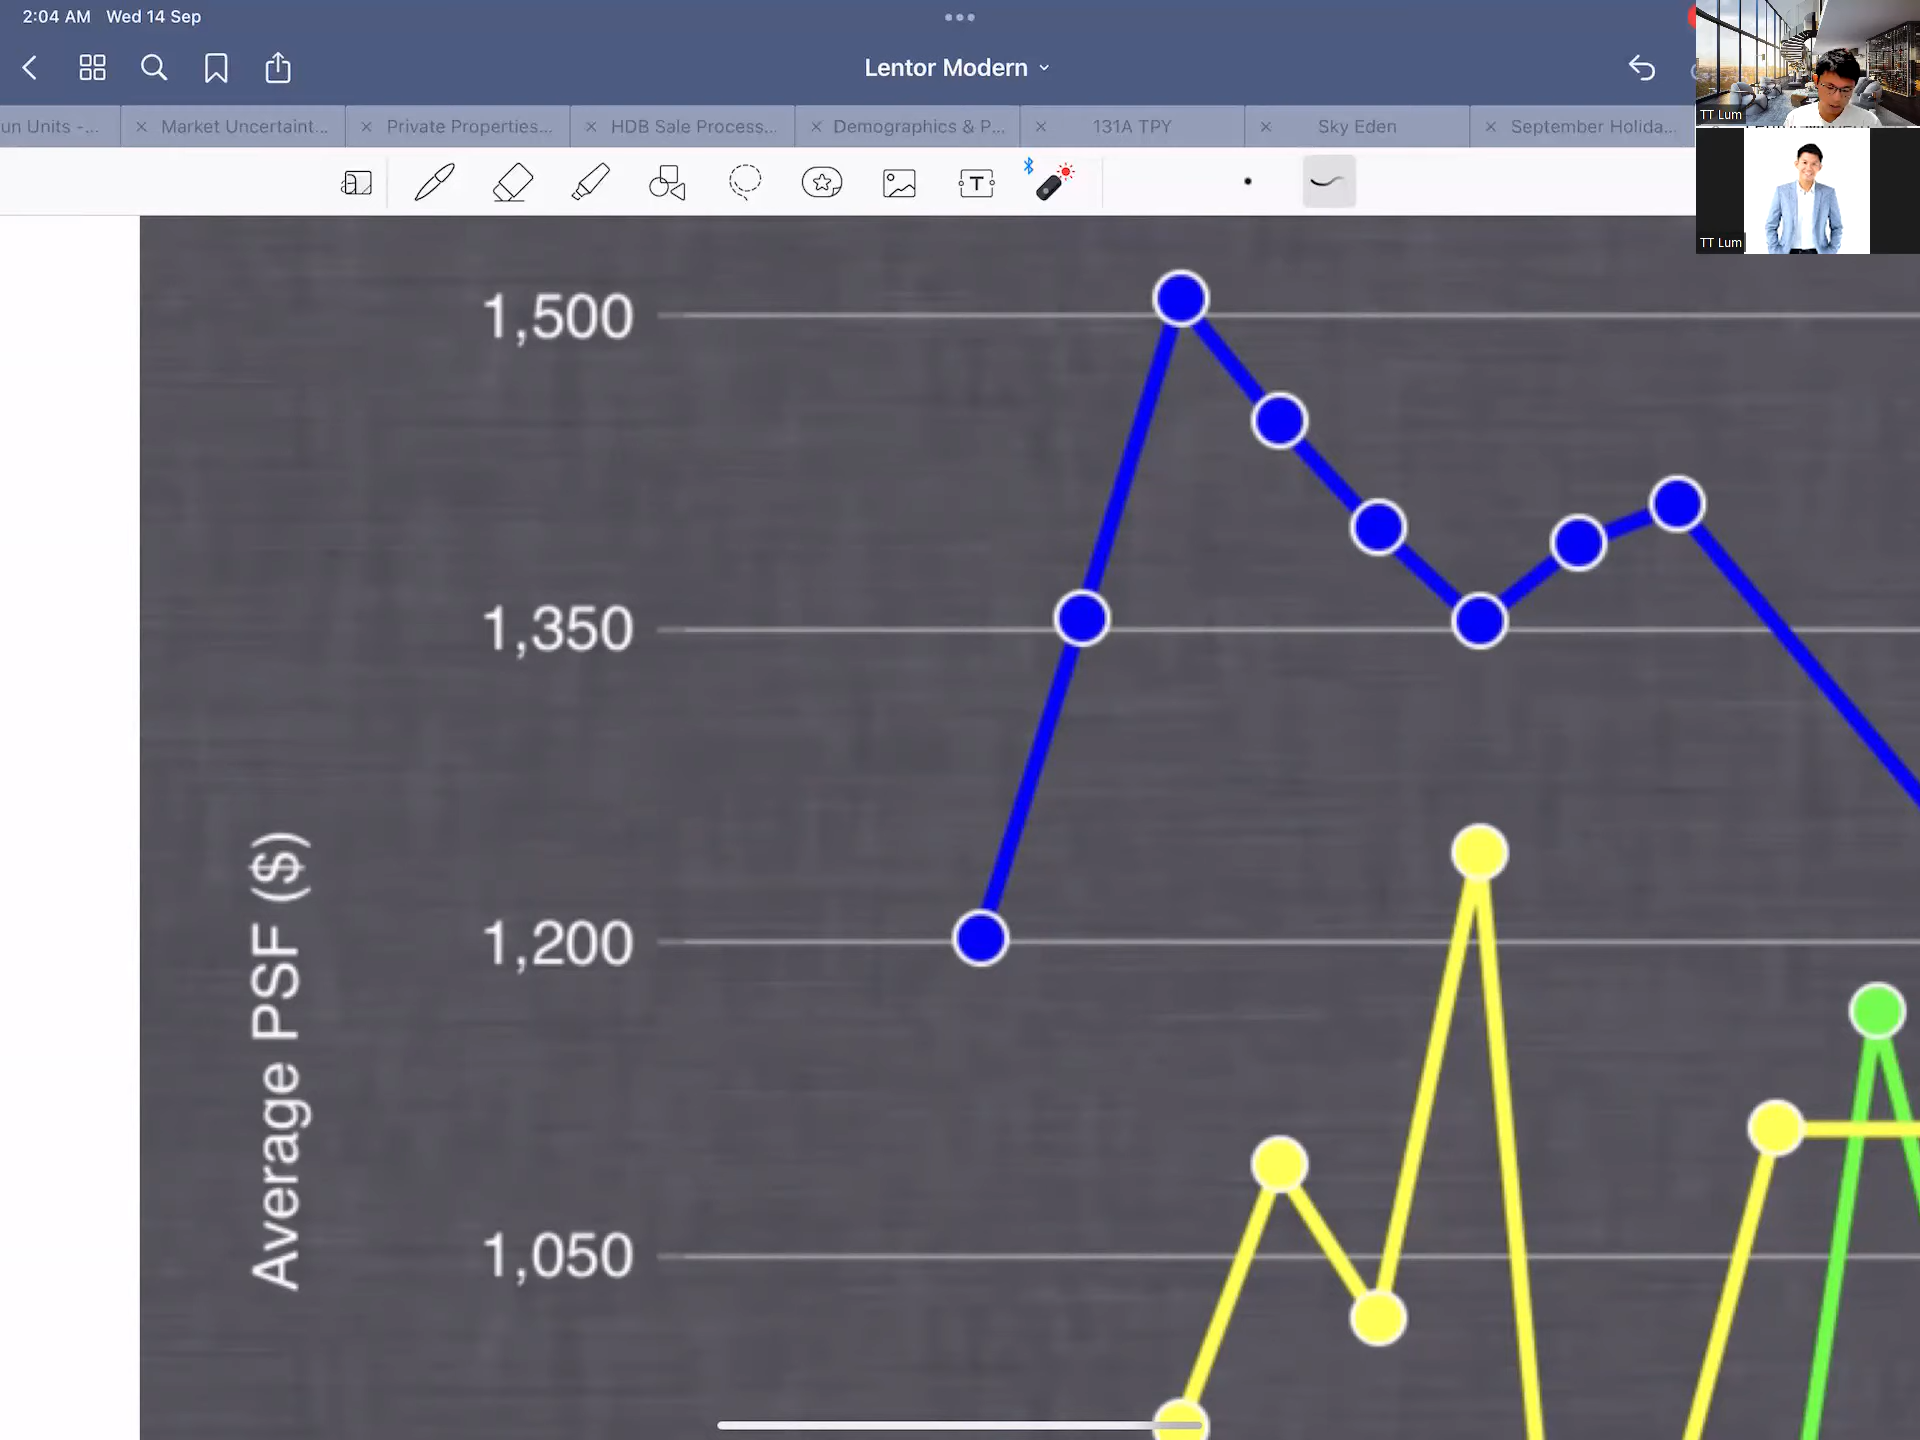 2:04 AM Wed 14 Sep
Lentor Modern
un Units -...
Market Uncertaint...
Private Properties...
HDB Sale Process...
Demographics & P...
131A TPY
Sky Eden
September Holida...
T
TT Lum
TT Lum
1,500
1,350
1,200
1,050
Average PSF ($)